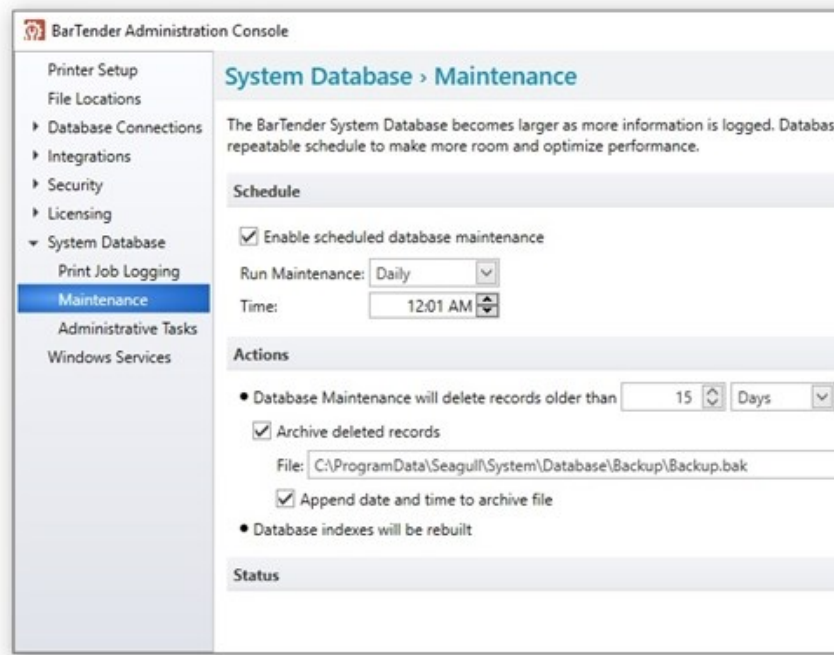 BarTender Administration Console
Printer Setup
File Locations
Database Connections
Integrations
Security
Licensing
System Database
Print Job Logging
Maintenance
Administrative Tasks
Windows Services
System Database › Maintenance
The BarTender System Database becomes larger as more information is logged. Databas
repeatable schedule to make more room and optimize performance.
Schedule
Enable scheduled database maintenance
Run Maintenance: Daily
Time: 12:01 AM
Actions
• Database Maintenance will delete records older than 15 Days
Archive deleted records
File: C:\ProgramData\Seagull\System\Database\Backup\Backup.bak
Append date and time to archive file
• Database indexes will be rebuilt
Status